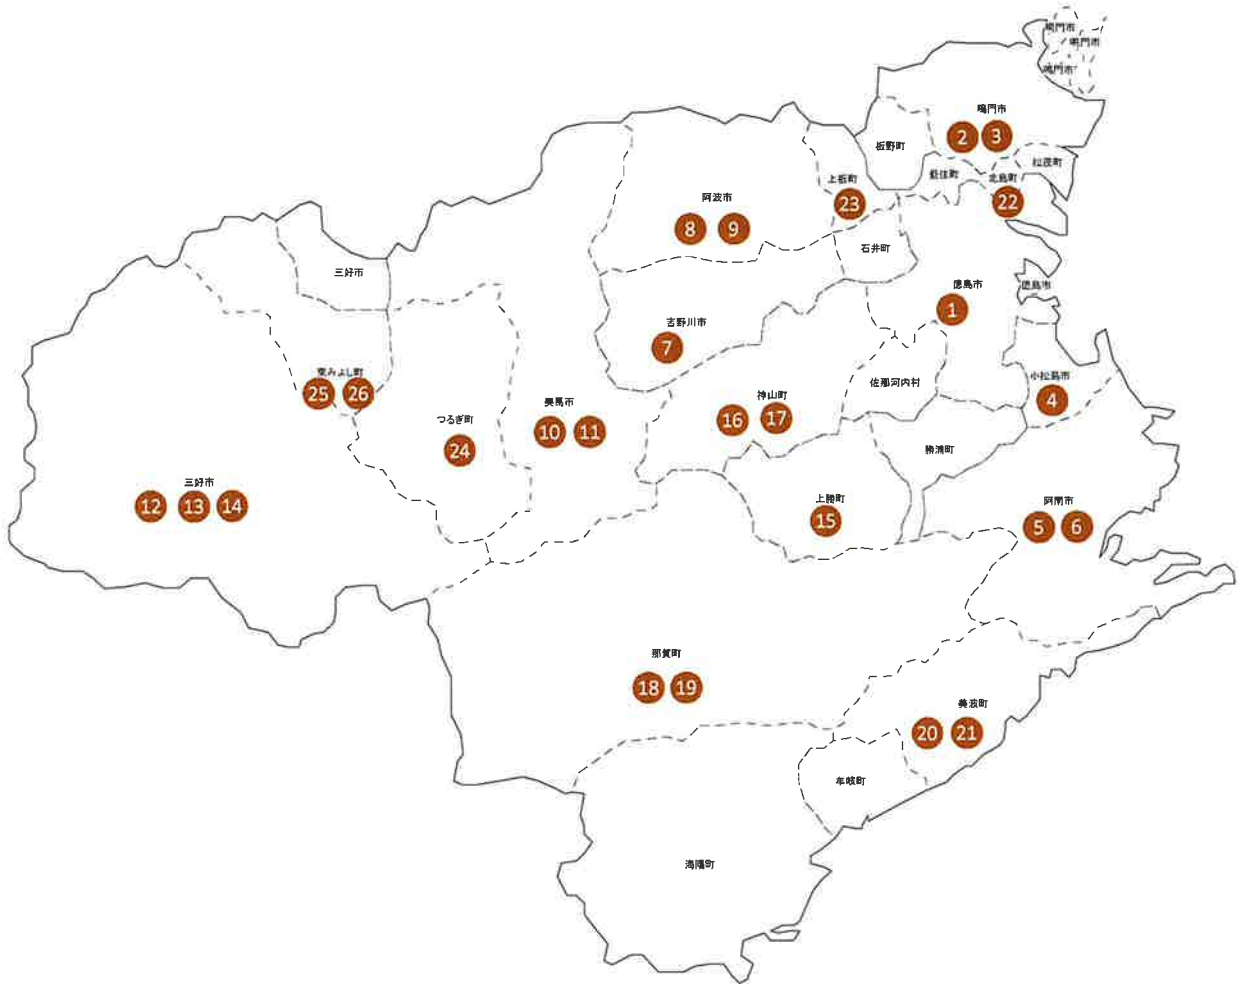 鳴門市
鳴門市
鳴門市
鳴門市
2 3
板野町
藍住町
北島町
松茂町
22
上板町
23
阿波市
8 9
石井町
徳島市
1
徳島市
三好市
吉野川市
7
東みよし町
25 26
佐那河内村
小松島市
4
神山町
16 17
美馬市
10 11
つるぎ町
24
勝浦町
三好市
12 13 14
上勝町
15
阿南市
5 6
那賀町
18 19
美波町
20 21
牟岐町
海陽町